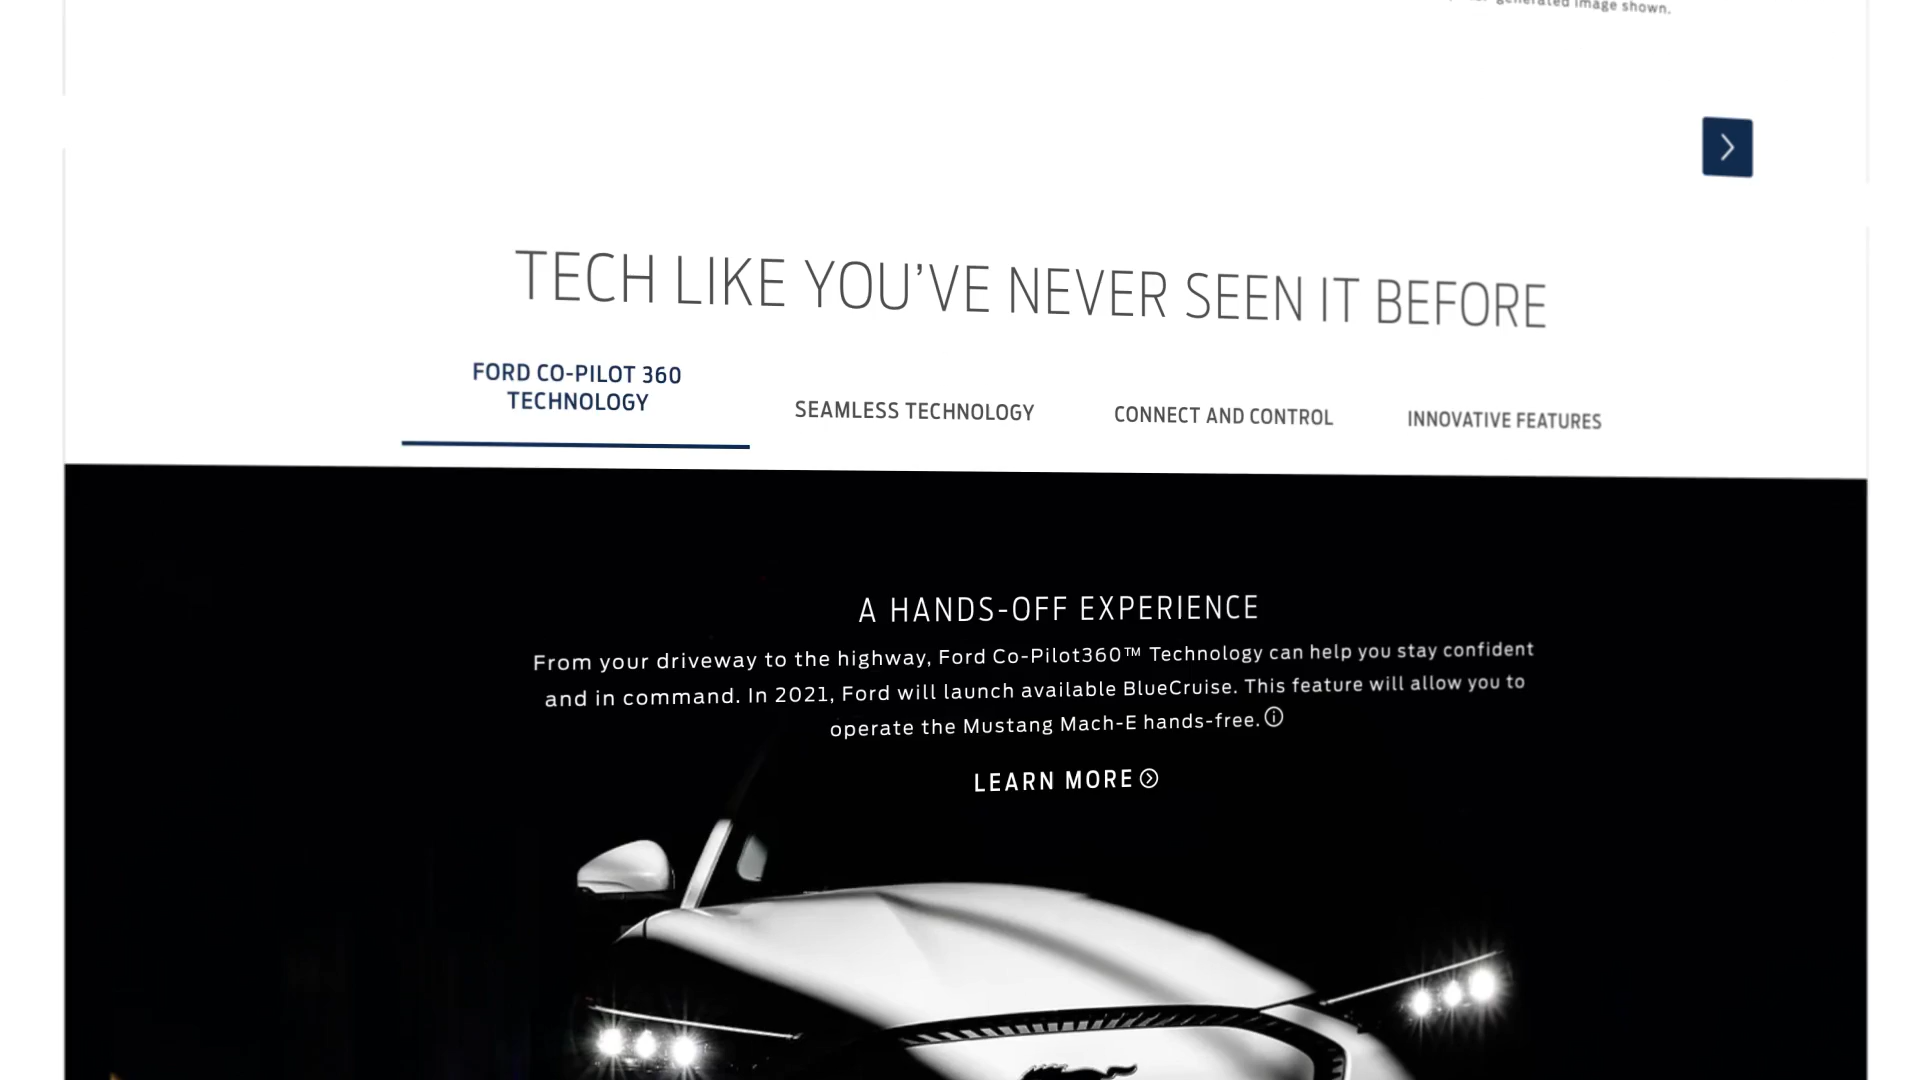 generated image shown.
TECH LIKE YOU'VE NEVER SEEN IT BEFORE
FORD CO-PILOT 360
TECHNOLOGY
SEAMLESS TECHNOLOGY
CONNECT AND CONTROL
INNOVATIVE FEATURES
A HANDS-OFF EXPERIENCE
From your driveway to the highway, Ford Co-Pilot360™ Technology can help you stay confident
and in command. In 2021, Ford will launch available BlueCruise. This feature will allow you to
operate the Mustang Mach-E hands-free.
LEARN MORE